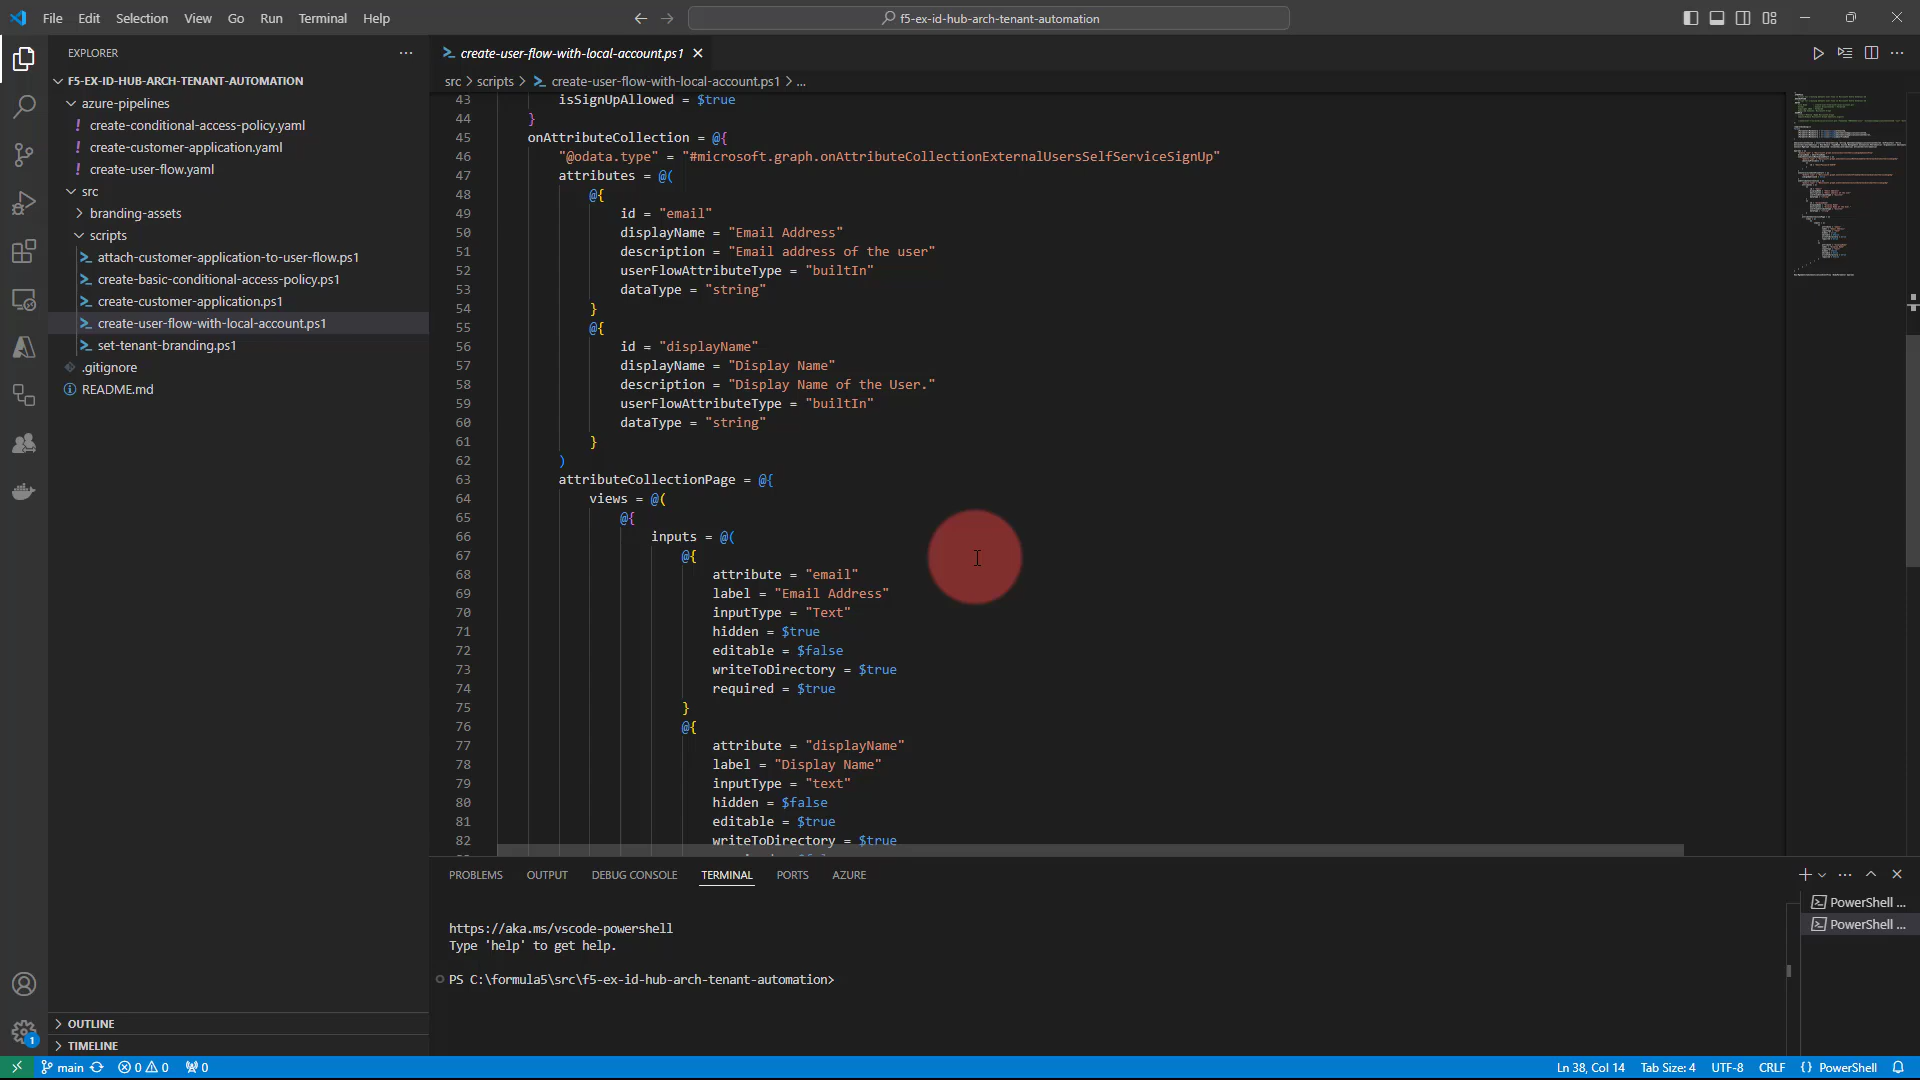 File Edit Selection View Go Run Terminal Help
f5-ex-id-hub-arch-tenant-automation
EXPLORER
F5-EX-ID-HUB-ARCH-TENANT-AUTOMATION
azure-pipelines
! create-conditional-access-policy.yaml
! create-customer-application.yaml
! create-user-flow.yaml
src
branding-assets
scripts
attach-customer-application-to-user-flow.ps1
create-basic-conditional-access-policy.ps1
create-customer-application.ps1
create-user-flow-with-local-account.ps1
set-tenant-branding.ps1
.gitignore
README.md
OUTLINE
TIMELINE
create-user-flow-with-local-account.ps1
src > scripts > create-user-flow-with-local-account.ps1 > ...
43 isSignUpAllowed = $true
44 }
45 onAttributeCollection = @{
46 "@odata.type" = "#microsoft.graph.onAttributeCollectionExternalUsersSelfServiceSignUp"
47 attributes = @(
48 @{
49 id = "email"
50 displayName = "Email Address"
51 description = "Email address of the user"
52 userFlowAttributeType = "builtIn"
53 dataType = "string"
54 }
55 @{
56 id = "displayName"
57 displayName = "Display Name"
58 description = "Display Name of the User."
59 userFlowAttributeType = "builtIn"
60 dataType = "string"
61 }
62 )
63 attributeCollectionPage = @{
64 views = @(
65 @{
66 inputs = @(
67 @{
68 attribute = "email"
69 label = "Email Address"
70 inputType = "Text"
71 hidden = $true
72 editable = $false
73 writeToDirectory = $true
74 required = $true
75 }
76 @{
77 attribute = "displayName"
78 label = "Display Name"
79 inputType = "text"
80 hidden = $false
81 editable = $true
82 writeToDirectory = $true
PROBLEMS OUTPUT DEBUG CONSOLE TERMINAL PORTS AZURE
https://aka.ms/vscode-powershell
Type 'help' to get help.
PS C:\formula5\src\f5-ex-id-hub-arch-tenant-automation>
PowerShell ...
PowerShell ...
1
main 0 0 0
Ln 38, Col 14 Tab Size: 4 UTF-8 CRLF {} PowerShell